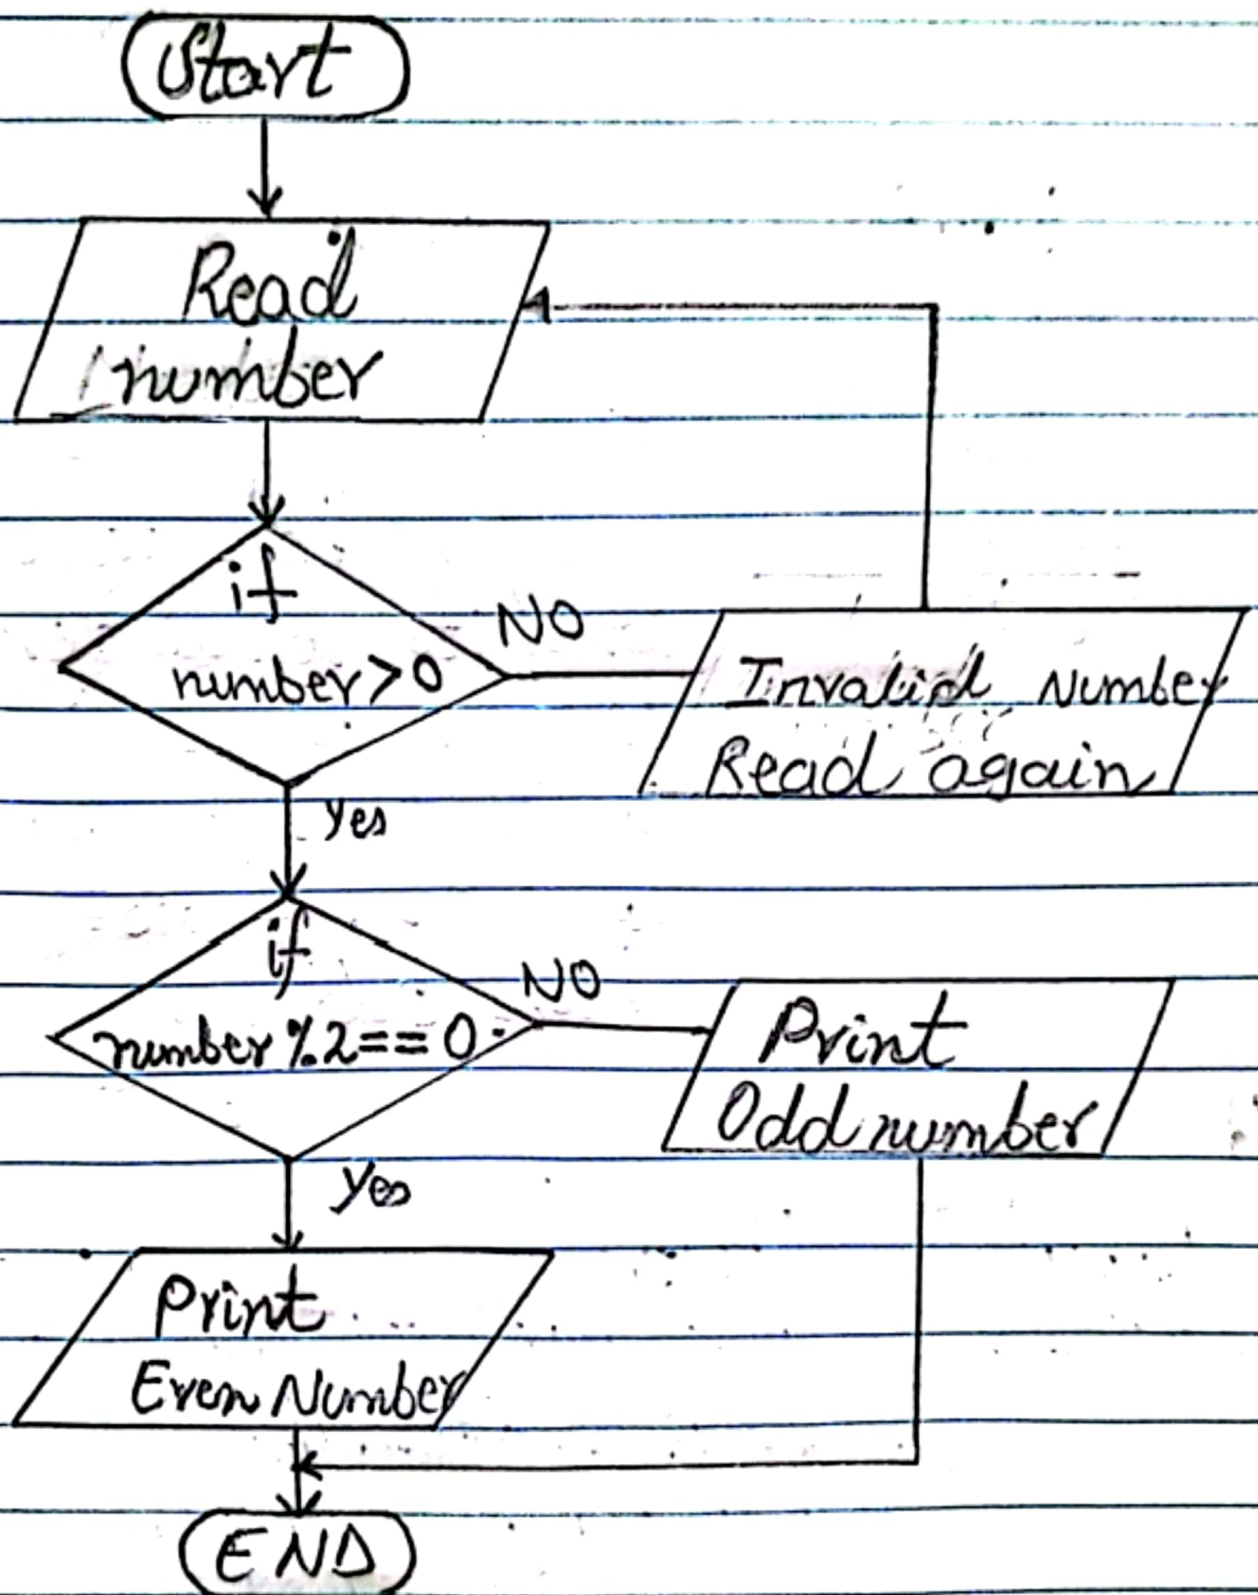 Start
Read
number
if
number>0
NO
Invalid Number
Read again
yes
if
number%2==0
NO
Print
Odd number
yes
Print
Even Number
END